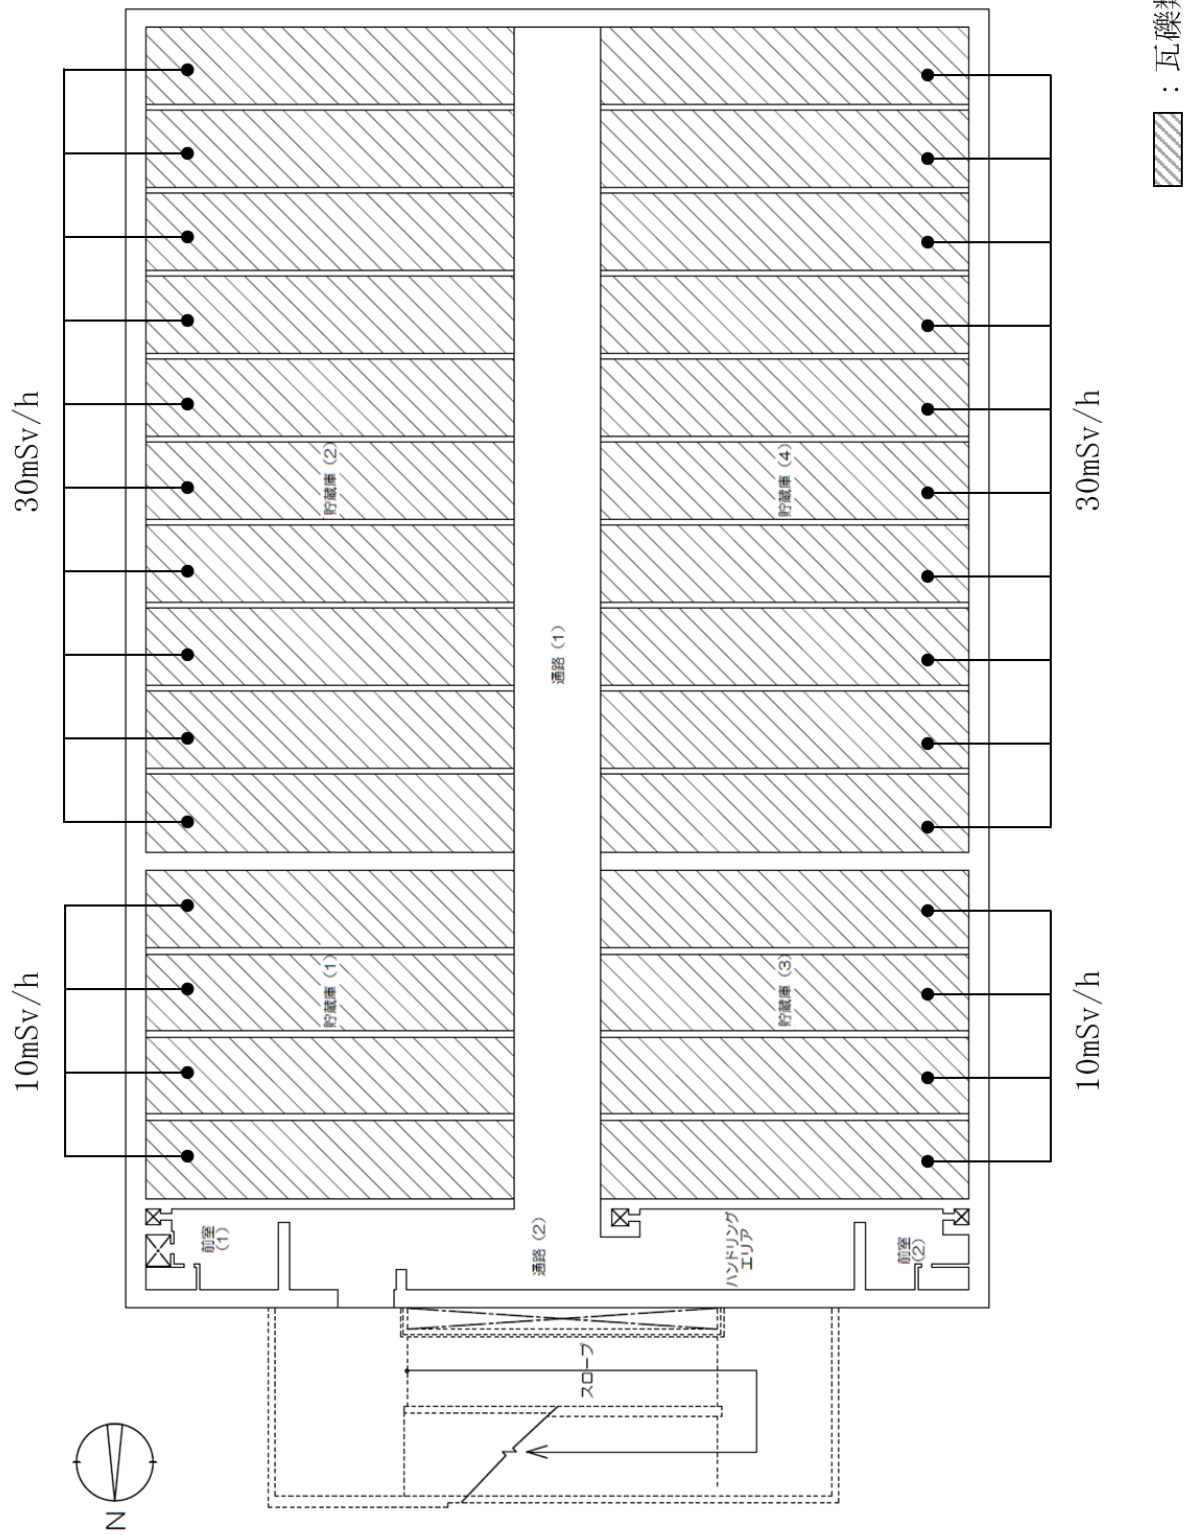 30mSv/h
10mSv/h
貯蔵庫（2）
貯蔵庫（1）
通路（1）
貯蔵庫（4）
貯蔵庫（3）
30mSv/h
10mSv/h
前室
（1）
通路（2）
ハンドリング
エリア
前室
（2）
スロープ
N
：瓦礫類